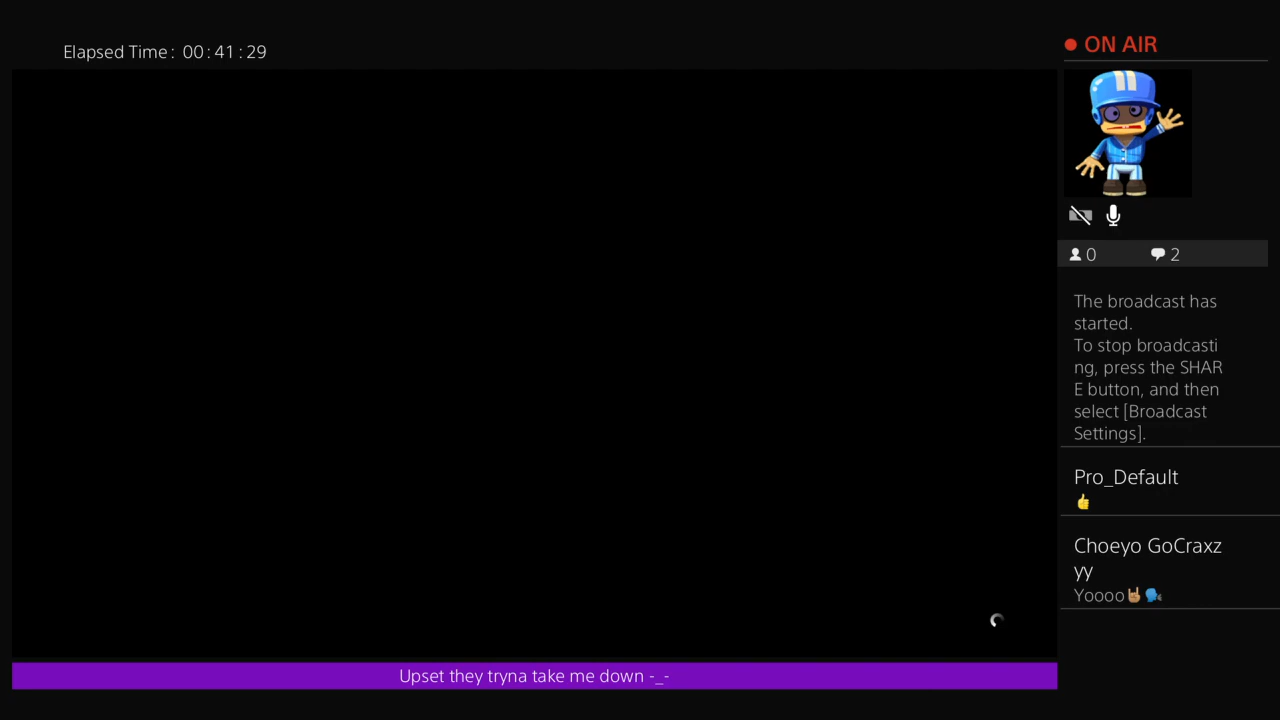 Elapsed Time: 00:41:29
ON AIR
0 2
The broadcast has
started.
To stop broadcasti
ng, press the SHAR
E button, and then
select [Broadcast
Settings].
Pro_Default
👍
Choeyo GoCraxz
yy
Yoooo🤘🏽🗣️
Upset they tryna take me down -_-